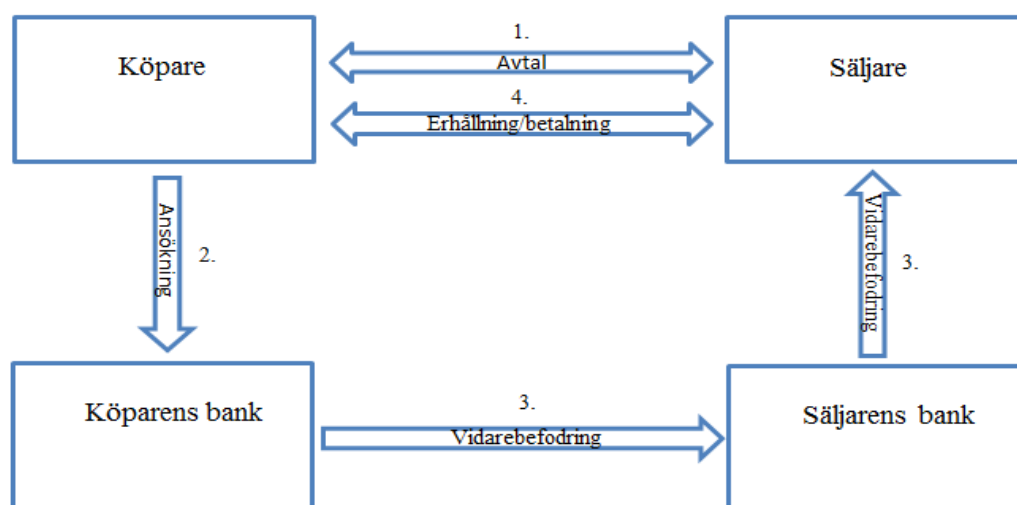 1.
Köpare
Avtal
Säljare
4.
Erhållning/betalning
Ansökning
2.
Vidarebefodring
3.
Köparens bank
3.
Vidarebefodring
Säljarens bank